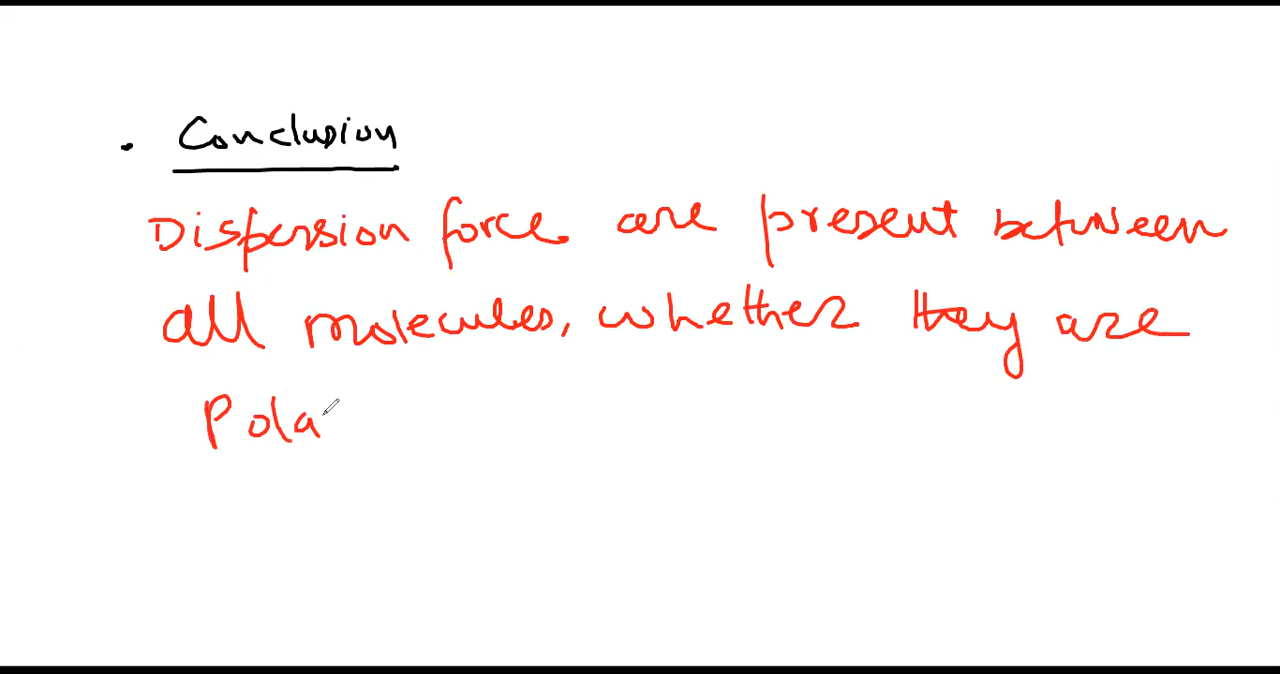 . Conclusion
Dispersion force are present between
all molecules, whether they are
Pola